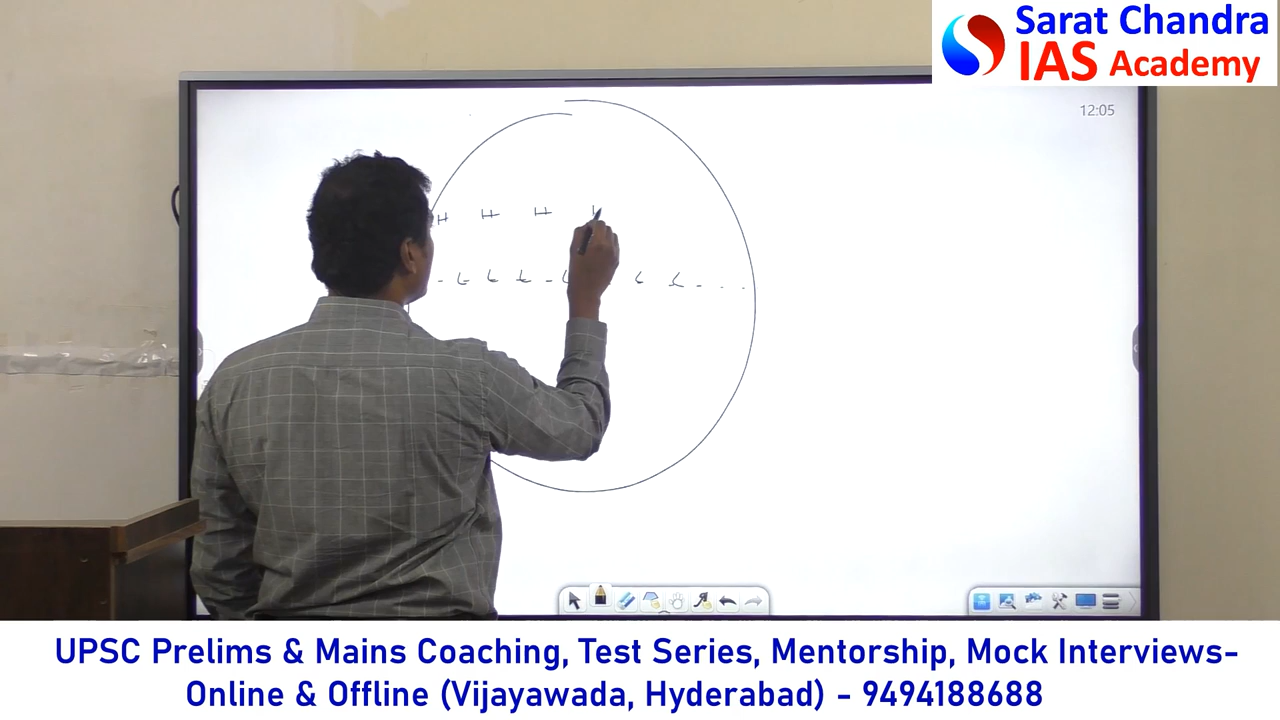 Sarat Chandra
IAS Academy
12:05
H H H
L L L L L L
UPSC Prelims & Mains Coaching, Test Series, Mentorship, Mock Interviews-
Online & Offline (Vijayawada, Hyderabad) - 9494188688